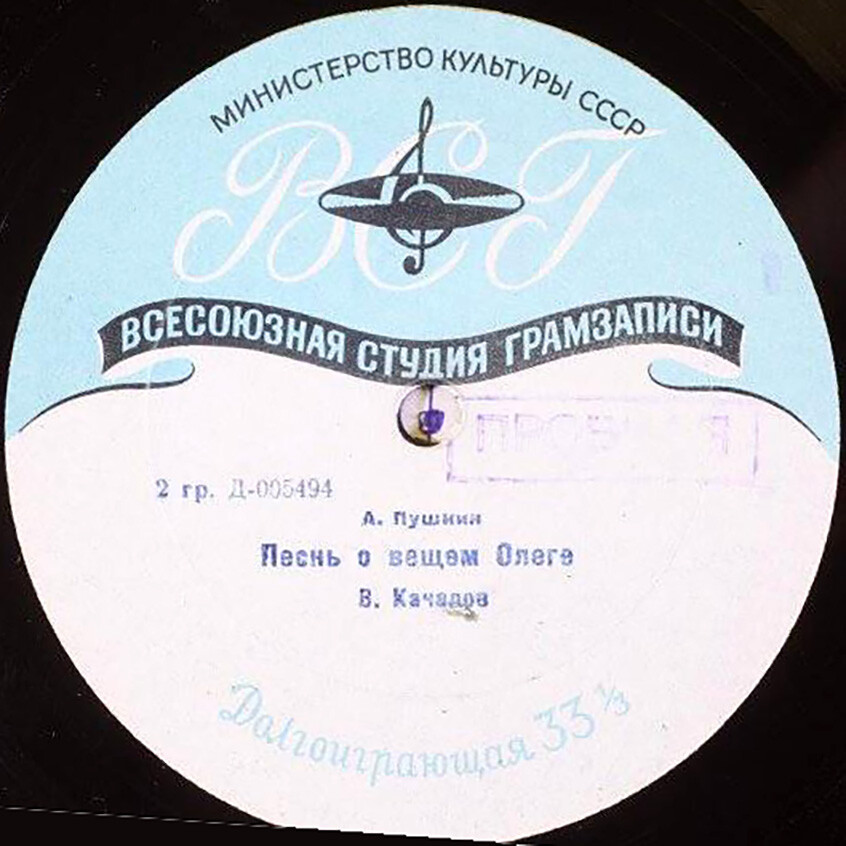 МИНИСТЕРСТВО КУЛЬТУРЫ СССР
ВСГ
ВСЕСОЮЗНАЯ СТУДИЯ ГРАМЗАПИСИ
2 гр. Д-005494
А. Пушкин
Песнь о вещем Олеге
В. Качалов
Долгоиграющая 33⅓